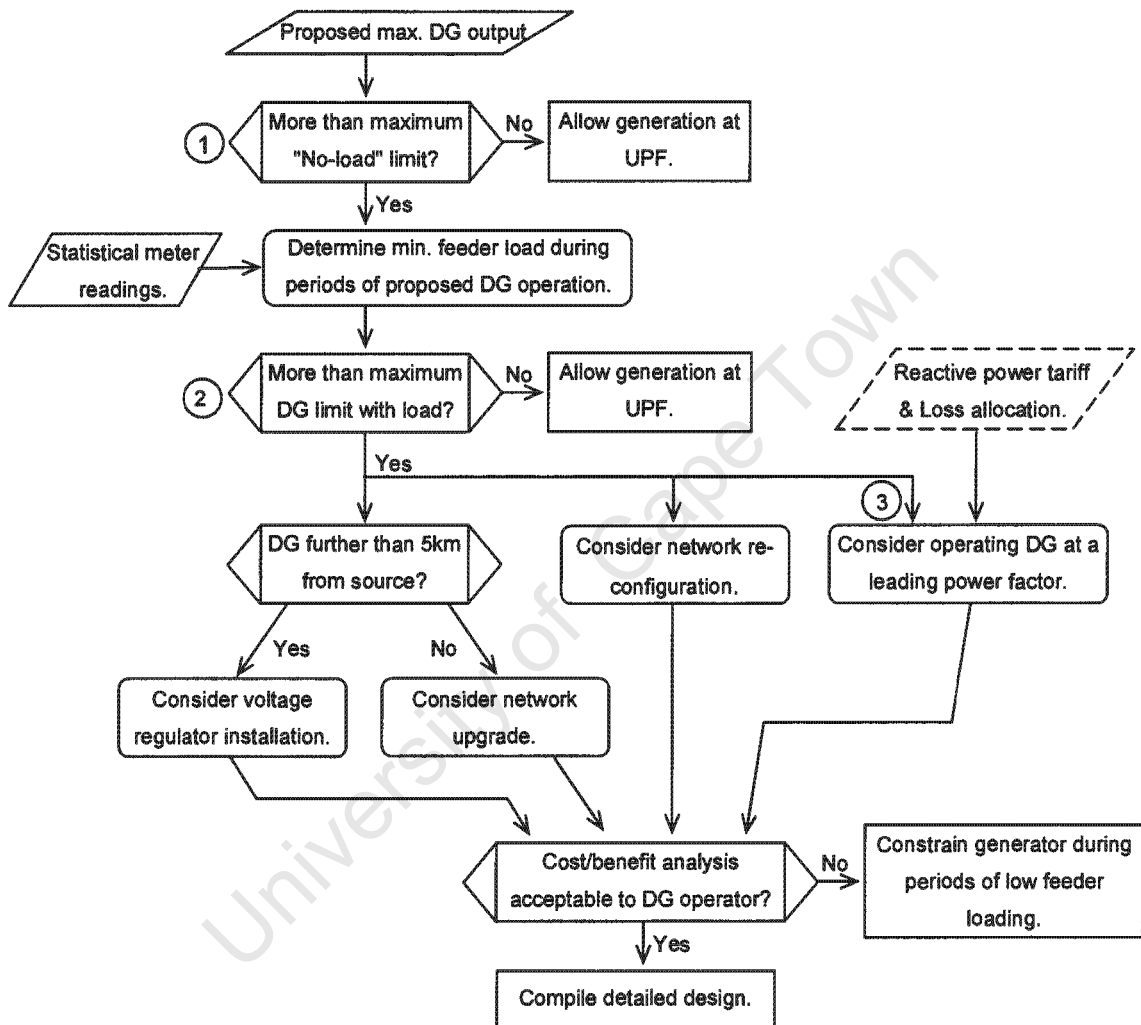 Proposed max. DG output
1
More than maximum
"No-load" limit?
No
Allow generation at
UPF.
Yes
Statistical meter
readings.
Determine min. feeder load during
periods of proposed DG operation.
2
More than maximum
DG limit with load?
No
Allow generation at
UPF.
Reactive power tariff
& Loss allocation.
Yes
3
DG further than 5km
from source?
Consider network re-
configuration.
Consider operating DG at a
leading power factor.
Yes
No
Consider voltage
regulator installation.
Consider network
upgrade.
Cost/benefit analysis
acceptable to DG operator?
No
Constrain generator during
periods of low feeder
loading.
Yes
Compile detailed design.
University of Cape Town